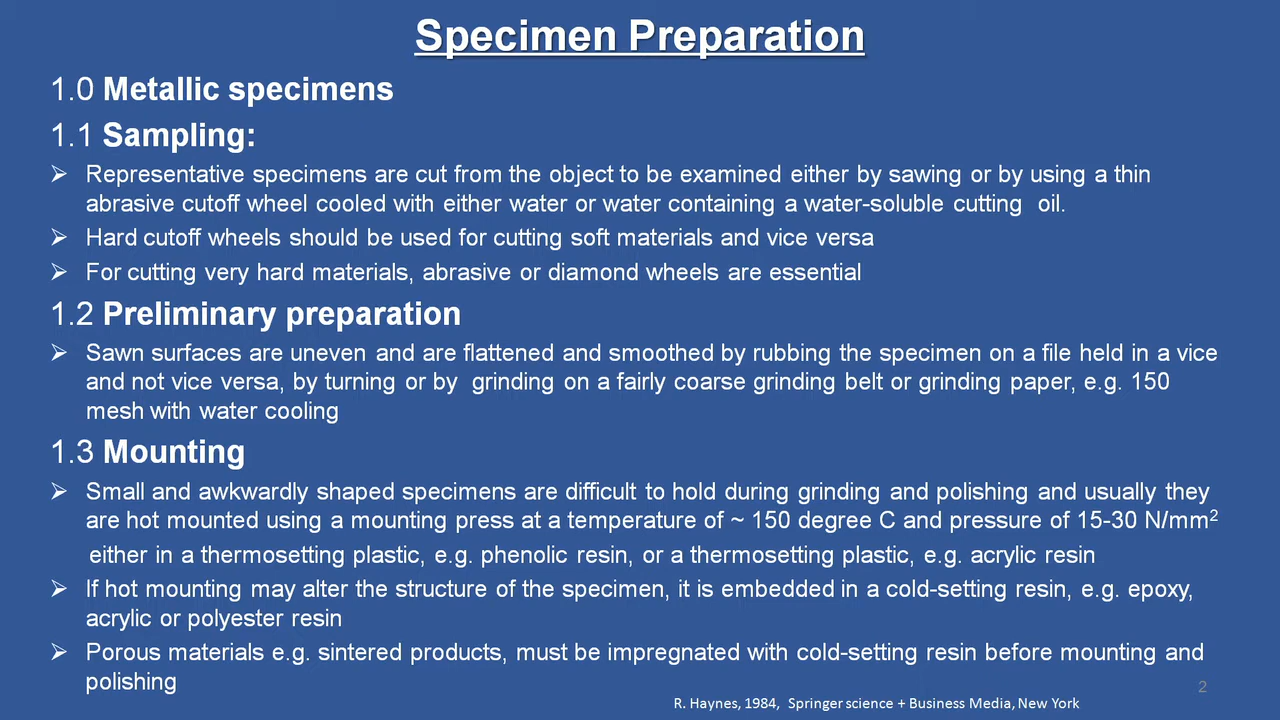 Specimen Preparation
1.0 Metallic specimens
1.1 Sampling:
➢ Representative specimens are cut from the object to be examined either by sawing or by using a thin
abrasive cutoff wheel cooled with either water or water containing a water-soluble cutting oil.
➢ Hard cutoff wheels should be used for cutting soft materials and vice versa
➢ For cutting very hard materials, abrasive or diamond wheels are essential
1.2 Preliminary preparation
➢ Sawn surfaces are uneven and are flattened and smoothed by rubbing the specimen on a file held in a vice
and not vice versa, by turning or by grinding on a fairly coarse grinding belt or grinding paper, e.g. 150
mesh with water cooling
1.3 Mounting
➢ Small and awkwardly shaped specimens are difficult to hold during grinding and polishing and usually they
are hot mounted using a mounting press at a temperature of ~ 150 degree C and pressure of 15-30 N/mm²
either in a thermosetting plastic, e.g. phenolic resin, or a thermosetting plastic, e.g. acrylic resin
➢ If hot mounting may alter the structure of the specimen, it is embedded in a cold-setting resin, e.g. epoxy,
acrylic or polyester resin
➢ Porous materials e.g. sintered products, must be impregnated with cold-setting resin before mounting and
polishing
2
R. Haynes, 1984, Springer science + Business Media, New York